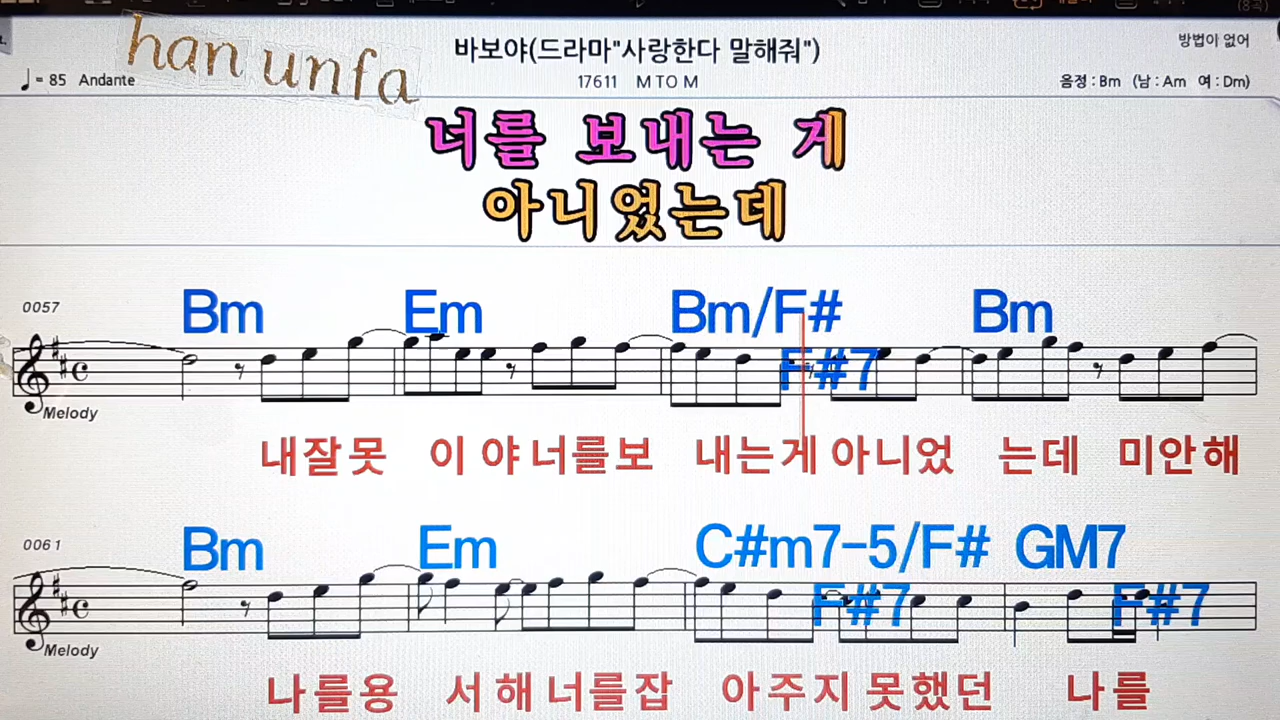 han unfa
바보야(드라마"사랑한다 말해줘")
방법이 없어
♩= 85 Andante
17611 M TO M
음정 : Bm (남 : Am 여 : Dm)
너를 보내는 게
아니었는데
0057
Bm Em Bm/F# F#7 Bm
Melody
내잘못 이 야 너를보 내는게 아니었 는데 미안해
0061
Bm Em C#m7-5/F# F#7 GM7 F#7
Melody
나를용 서 해 너를잡 아주지 못했던 나를